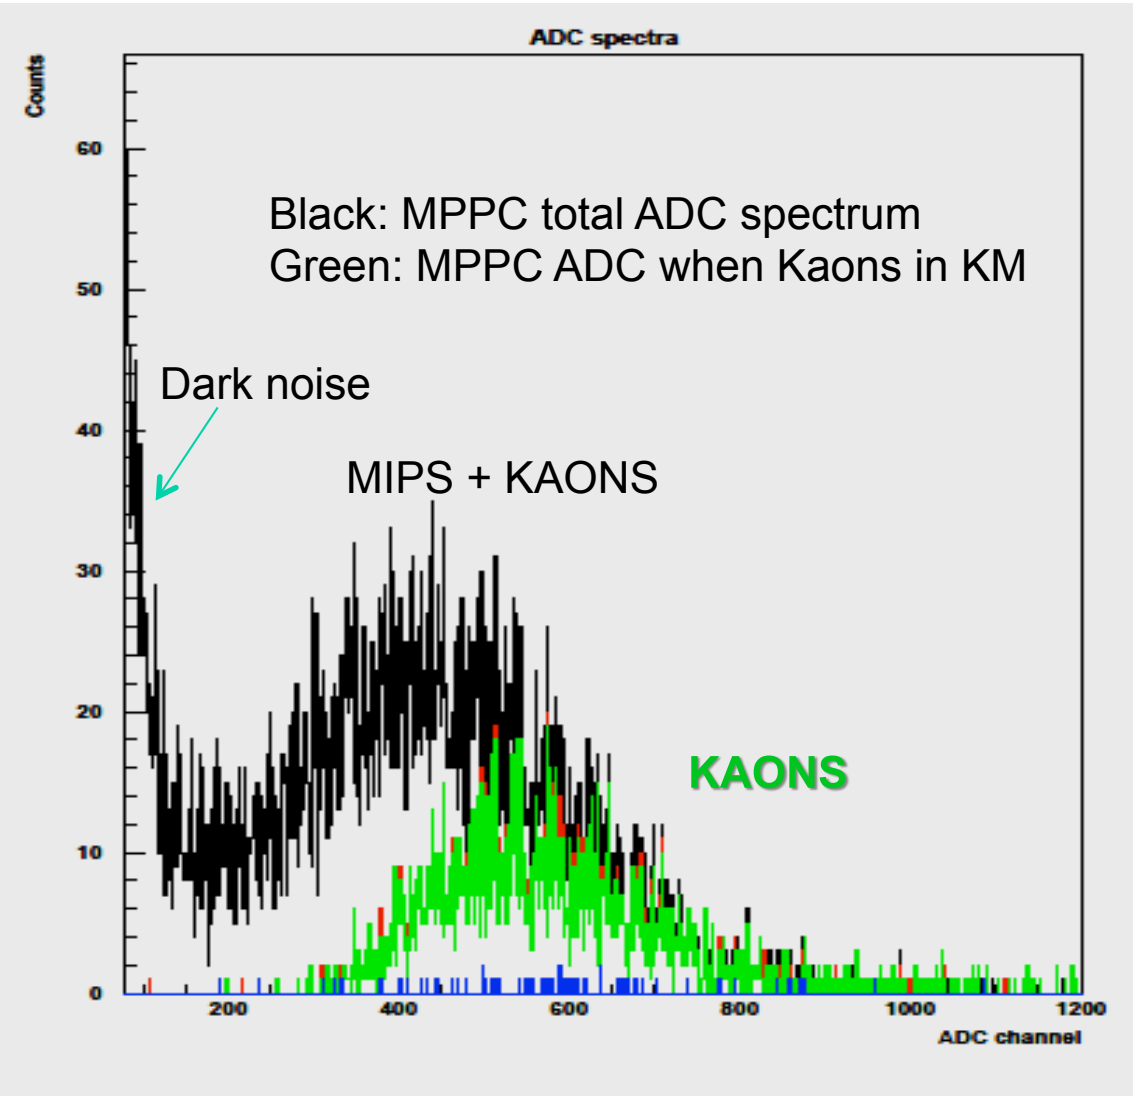 ADC spectra
Counts
60
Black: MPPC total ADC spectrum
Green: MPPC ADC when Kaons in KM
50
Dark noise
40
MIPS + KAONS
30
20
KAONS
10
0
200 400 600 800 1000 1200
ADC channel